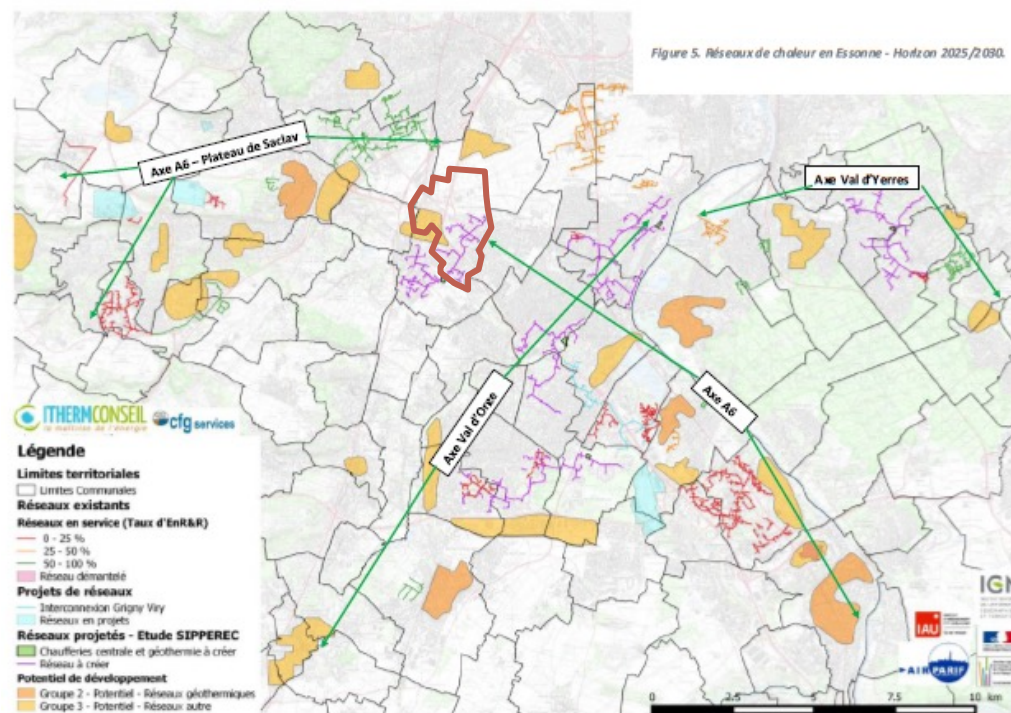 Figure 5. Réseaux de chaleur en Essonne - Horizon 2025/2030.
Axe A6 – Plateau de Saclay
Axe Val d'Yerres
Axe Val d'Orge
Axe A6
ITHERMCONSEIL
la maîtrise de l'énergie
cfg services
Légende
Limites territoriales
Limites Communales
Réseaux existants
Réseaux en service (Taux d'EnR&R)
0 - 25 %
25 - 50 %
50 - 100 %
Réseau démantelé
Projets de réseaux
Interconnexion Grigny Viry
Réseaux en projets
Réseaux projetés - Etude SIPPEREC
Chaufferies centrale et géothermie à créer
Réseau à créer
Potentiel de développement
Groupe 2 - Potentiel - Réseaux géothermiques
Groupe 3 - Potentiel - Réseaux autre
IGN
IAU
AIRPARIF
0 2.5 5 7.5 10 km